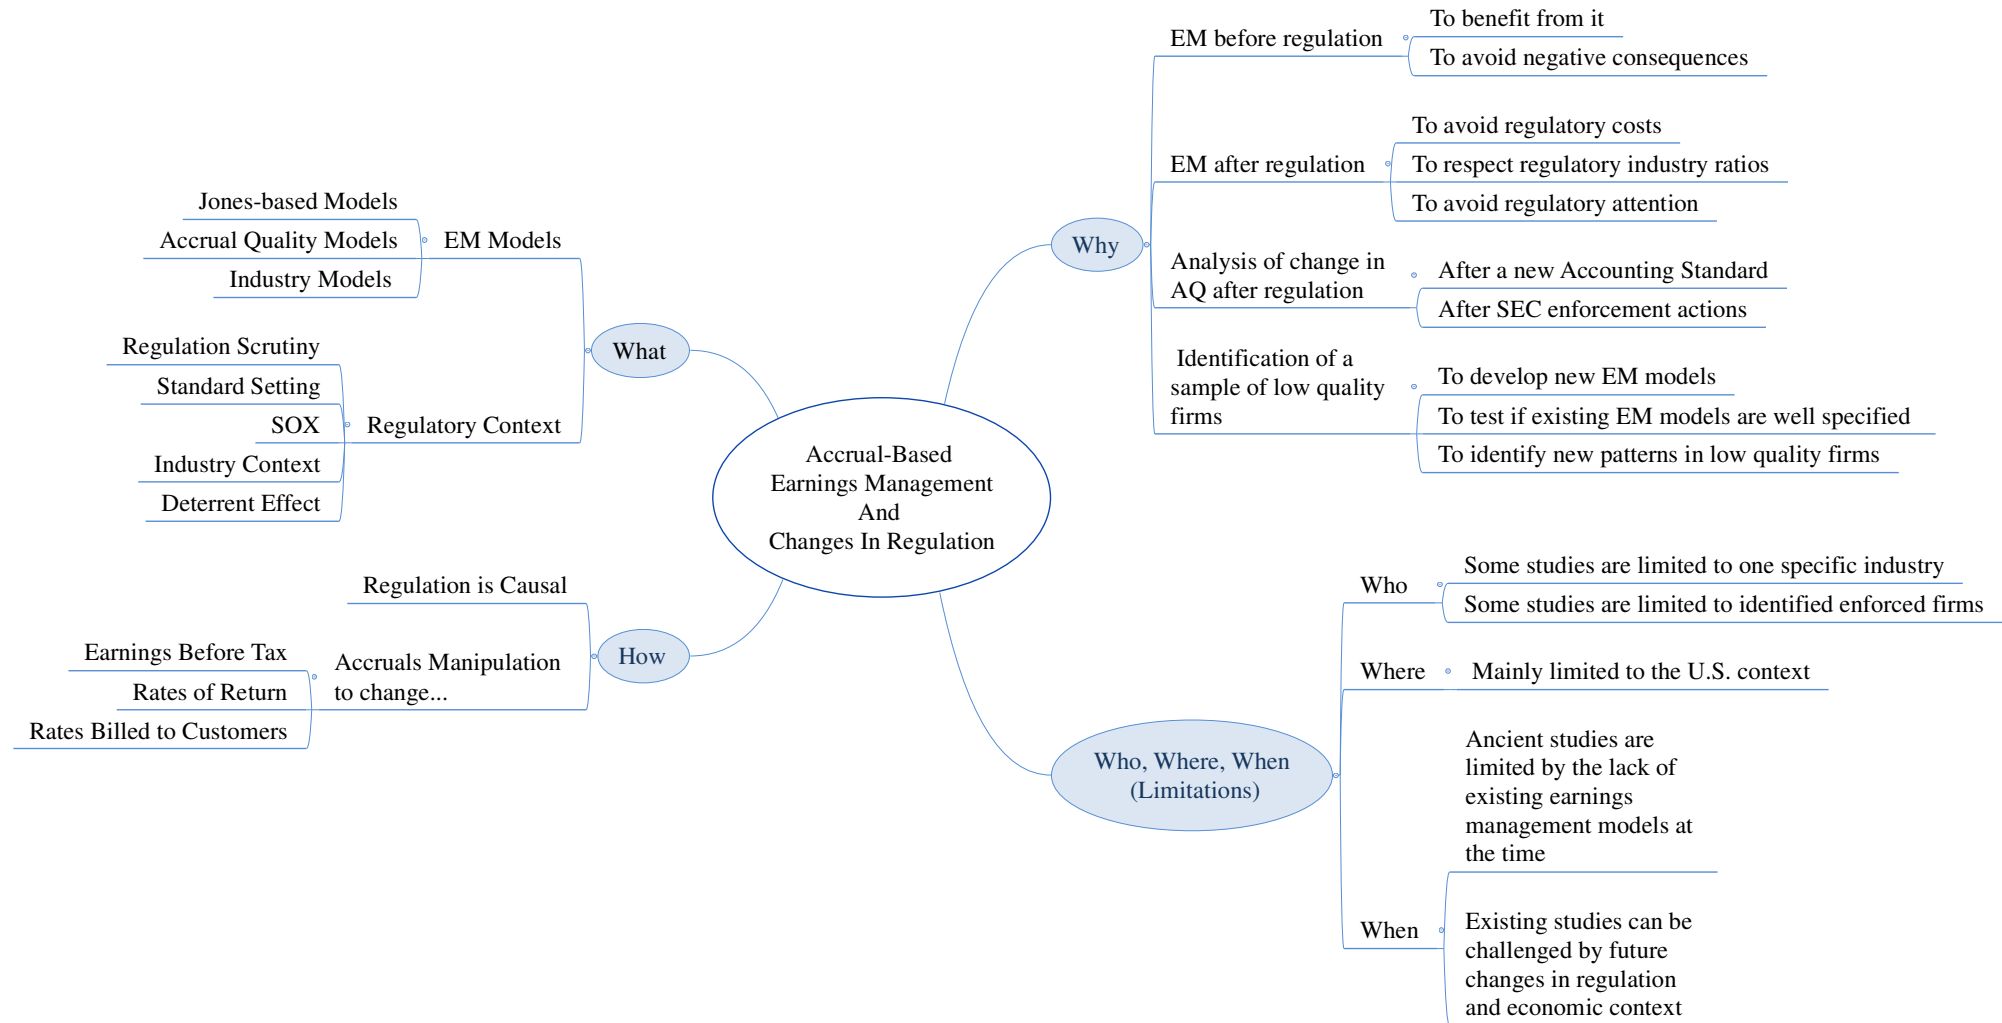 Accrual-Based
Earnings Management
And
Changes In Regulation
What
EM Models
Jones-based Models
Accrual Quality Models
Industry Models
Regulatory Context
Regulation Scrutiny
Standard Setting
SOX
Industry Context
Deterrent Effect
How
Regulation is Causal
Accruals Manipulation
to change...
Earnings Before Tax
Rates of Return
Rates Billed to Customers
Why
EM before regulation
To benefit from it
To avoid negative consequences
EM after regulation
To avoid regulatory costs
To respect regulatory industry ratios
To avoid regulatory attention
Analysis of change in
AQ after regulation
After a new Accounting Standard
After SEC enforcement actions
Identification of a
sample of low quality
firms
To develop new EM models
To test if existing EM models are well specified
To identify new patterns in low quality firms
Who, Where, When
(Limitations)
Who
Some studies are limited to one specific industry
Some studies are limited to identified enforced firms
Where
Mainly limited to the U.S. context
When
Ancient studies are
limited by the lack of
existing earnings
management models at
the time
Existing studies can be
challenged by future
changes in regulation
and economic context